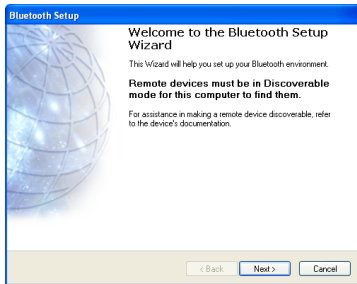 Bluetooth Setup
Welcome to the Bluetooth Setup
Wizard
This Wizard will help you set up your Bluetooth environment.
Remote devices must be in Discoverable
mode for this computer to find them.
For assistance in making a remote device discoverable, refer
to the device's documentation.
< Back
Next >
Cancel